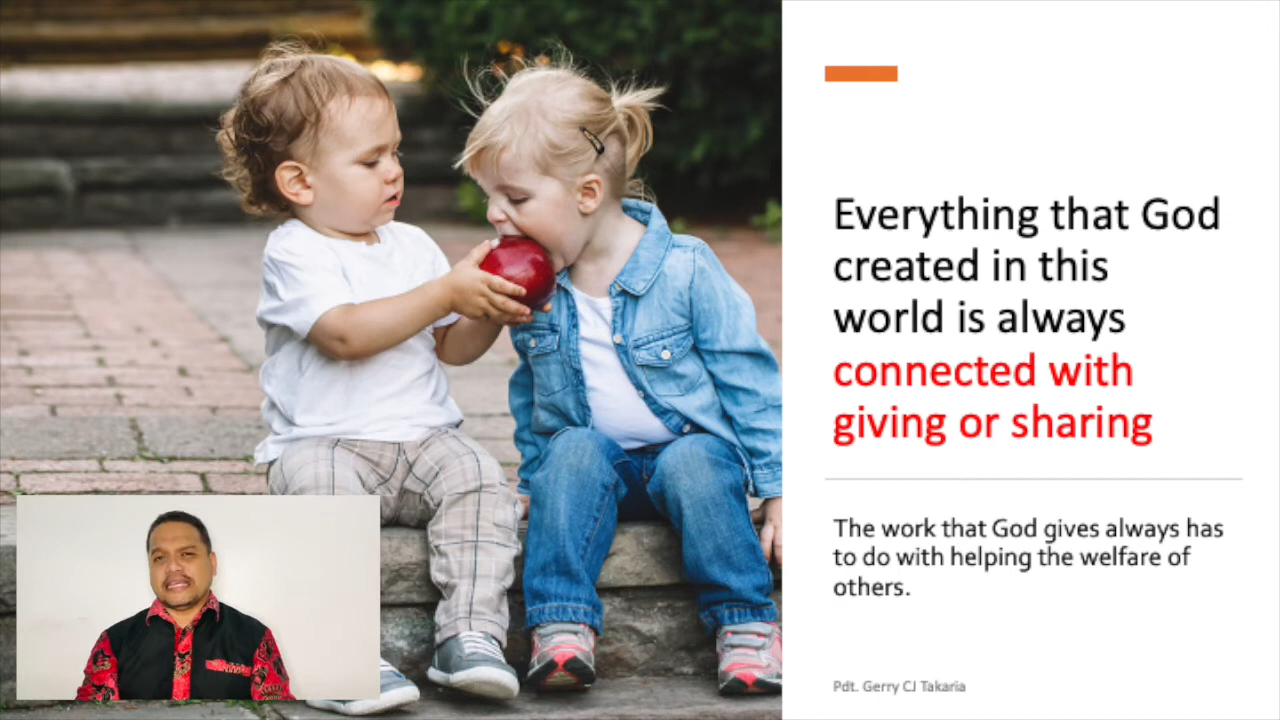 Everything that God
created in this
world is always
connected with
giving or sharing
The work that God gives always has
to do with helping the welfare of
others.
Pdt. Gerry CJ Takaria